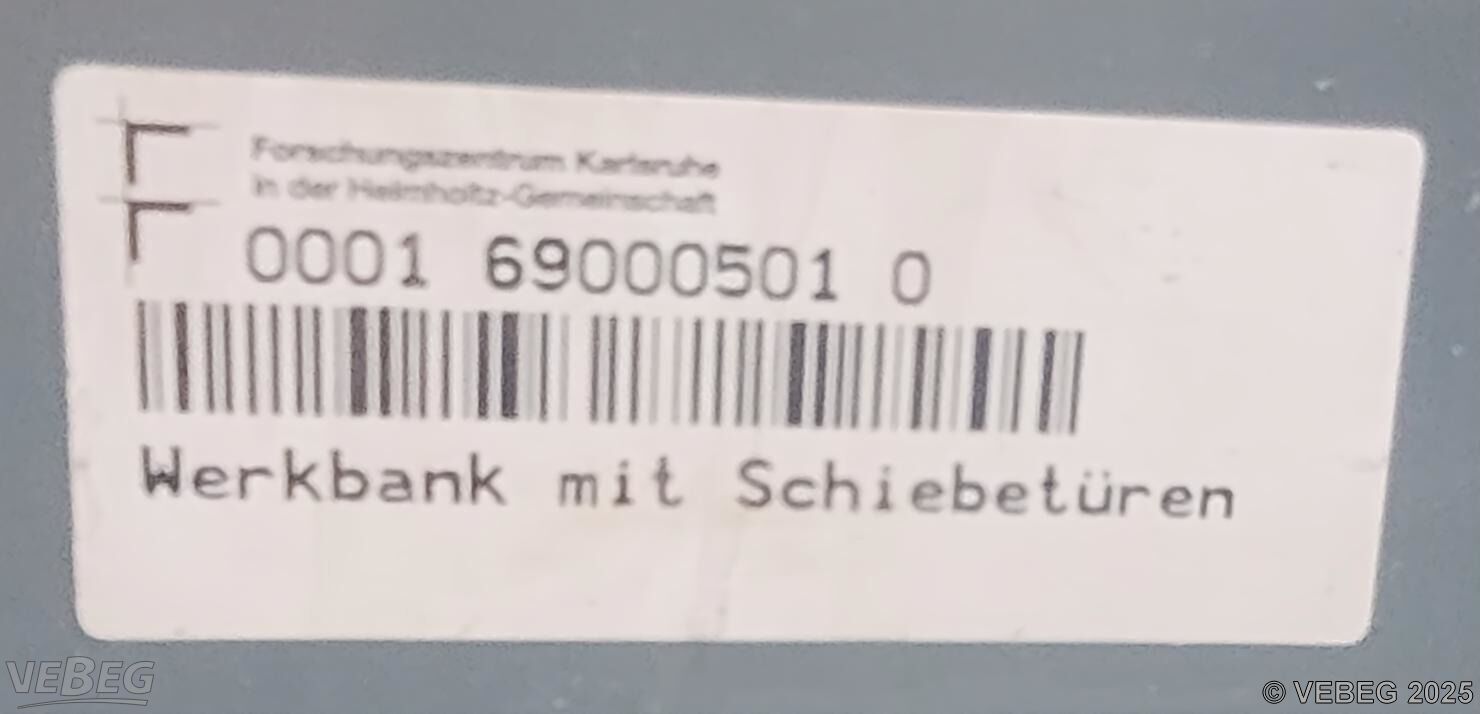 Forschungszentrum Karlsruhe
in der Helmholtz-Gemeinschaft
0001 69000501 0
Werkbank mit Schiebetüren
VEBEG
© VEBEG 2025